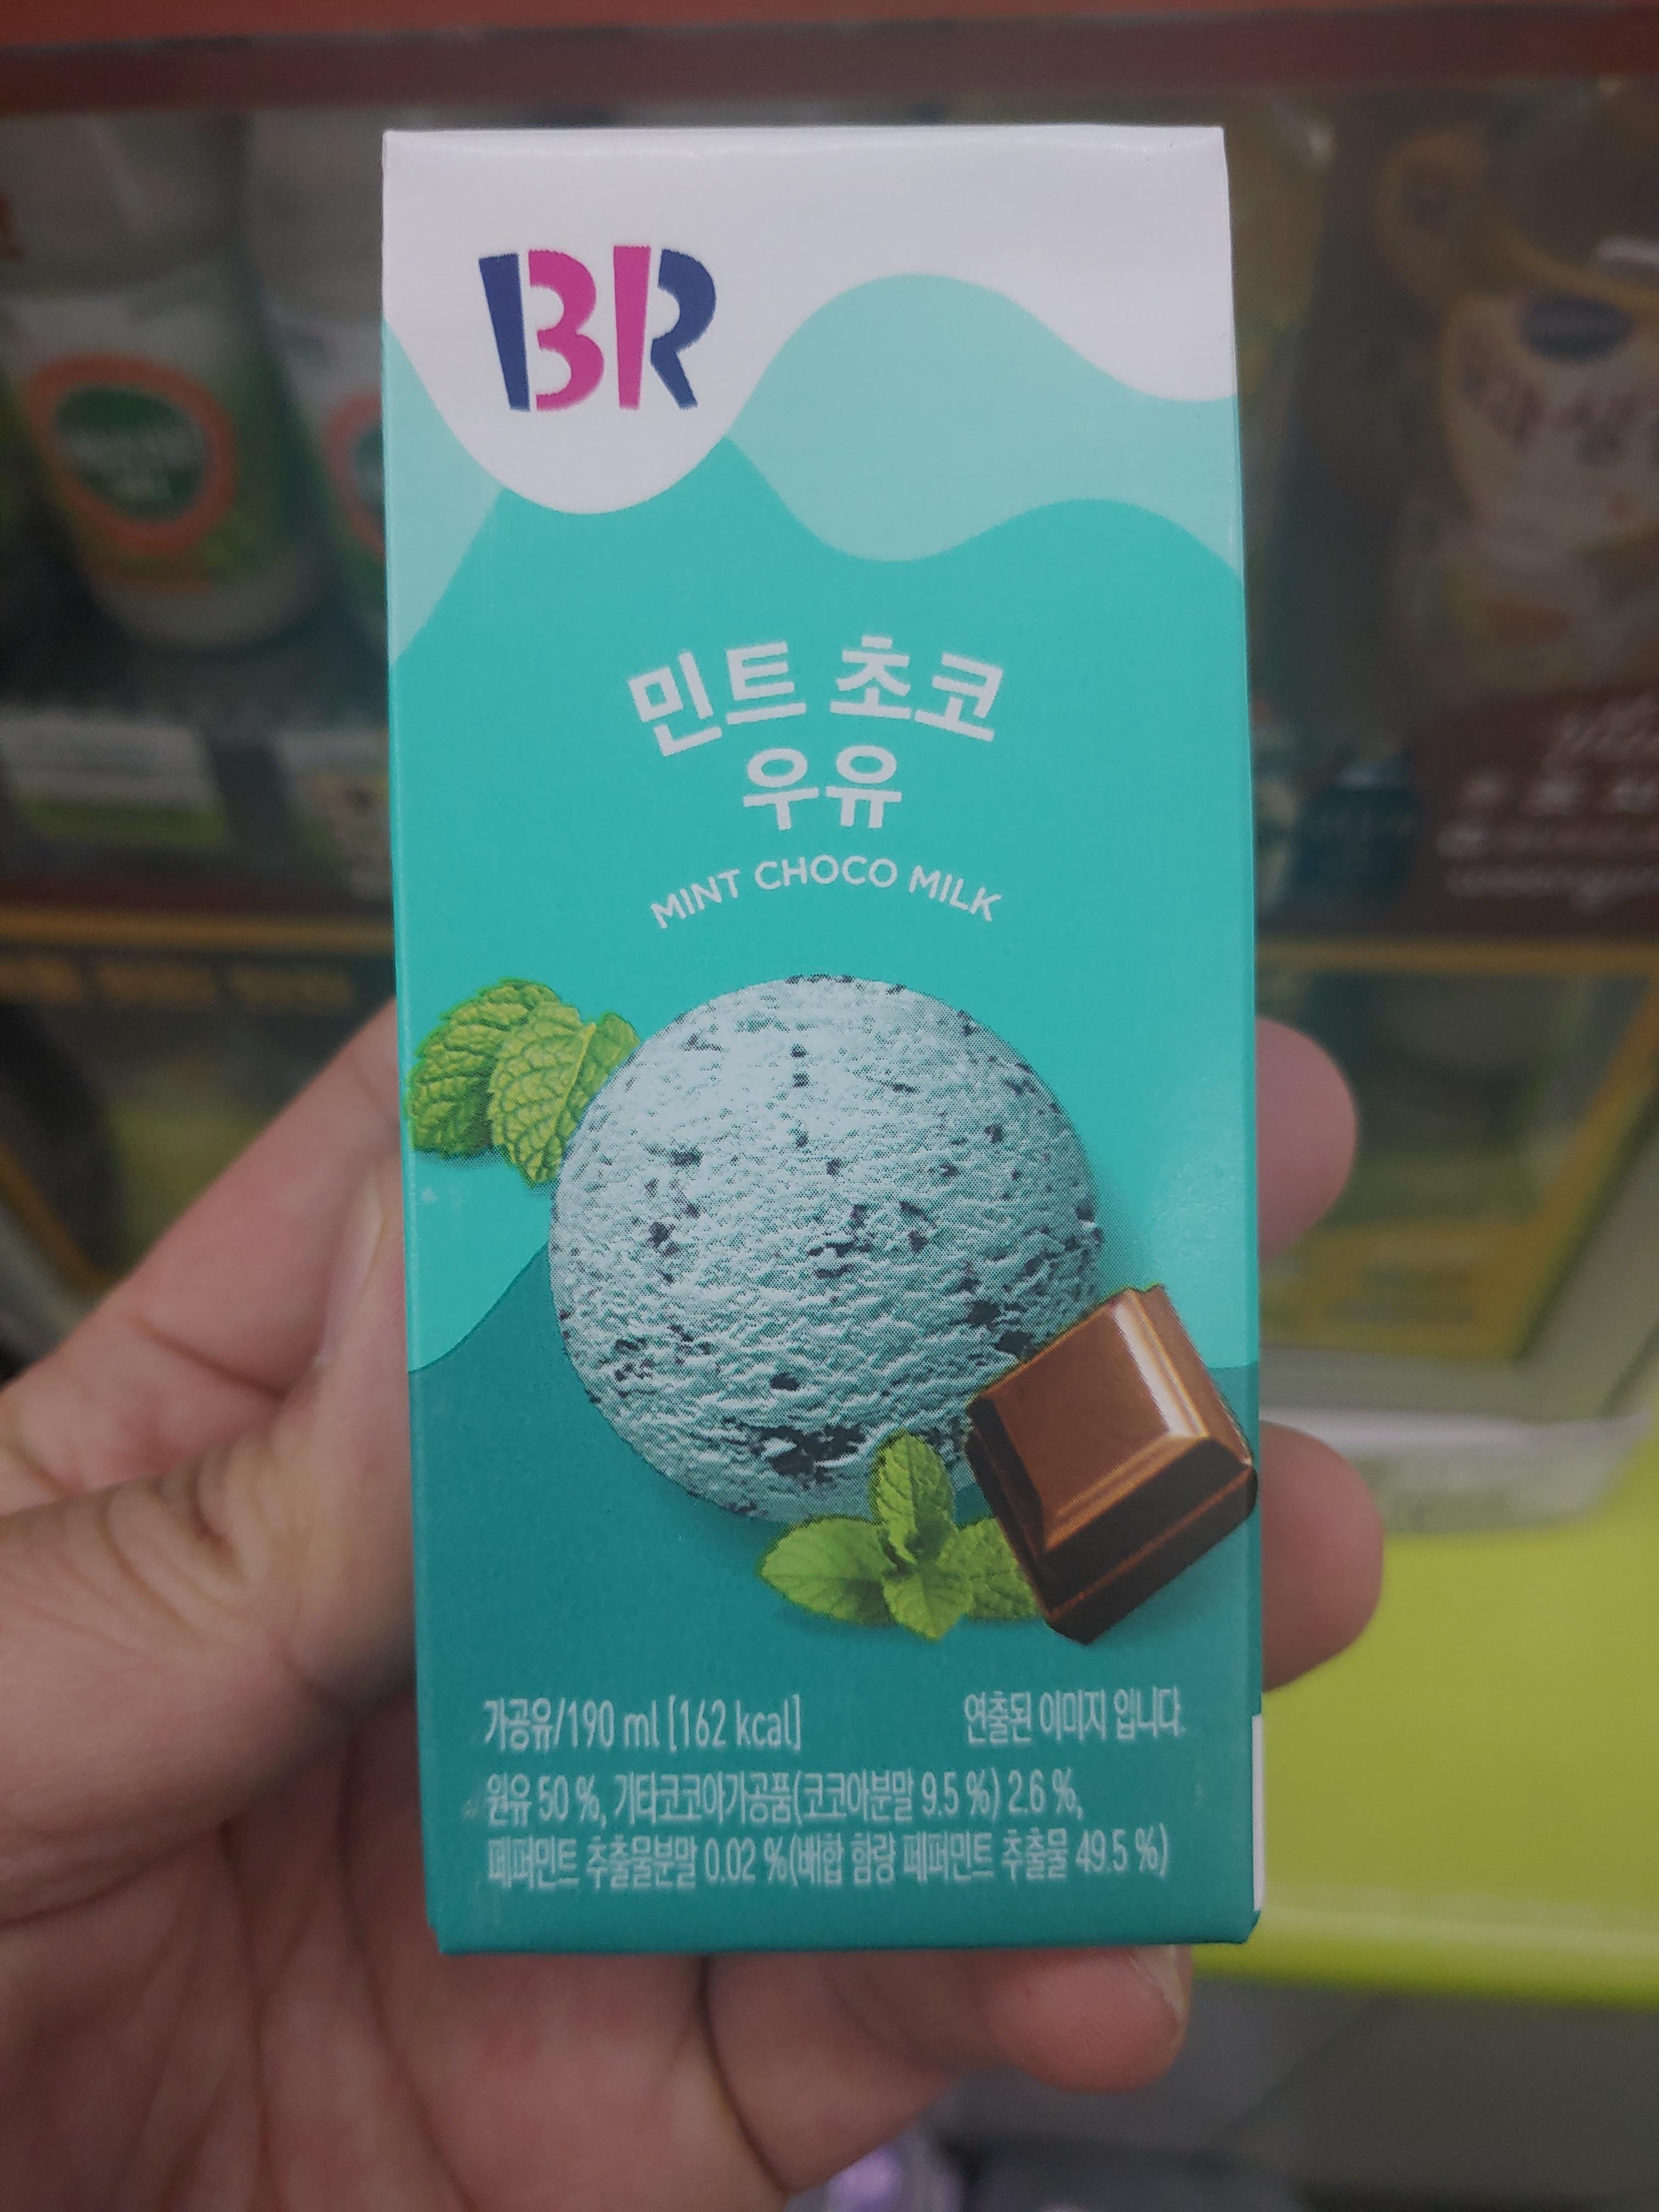 BR
민트 초코
우유
MINT CHOCO MILK
가공유/190 ml [162 kcal]
연출된 이미지 입니다.
원유 50 %, 기타코코아가공품(코코아분말 9.5 %) 2.6 %,
페퍼민트 추출물분말 0.02 %(배합 함량 페퍼민트 추출물 49.5 %)